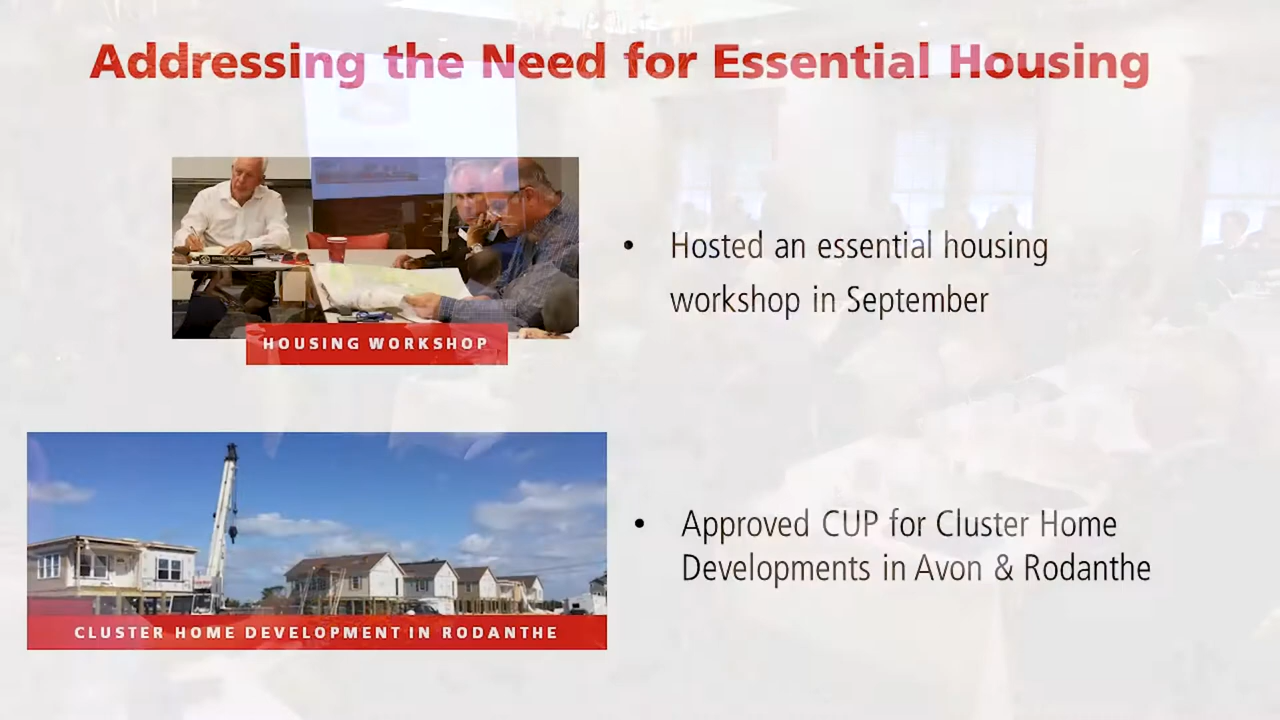 Addressing the Need for Essential Housing
HOUSING WORKSHOP
• Hosted an essential housing
workshop in September
CLUSTER HOME DEVELOPMENT IN RODANTHE
• Approved CUP for Cluster Home
Developments in Avon & Rodanthe